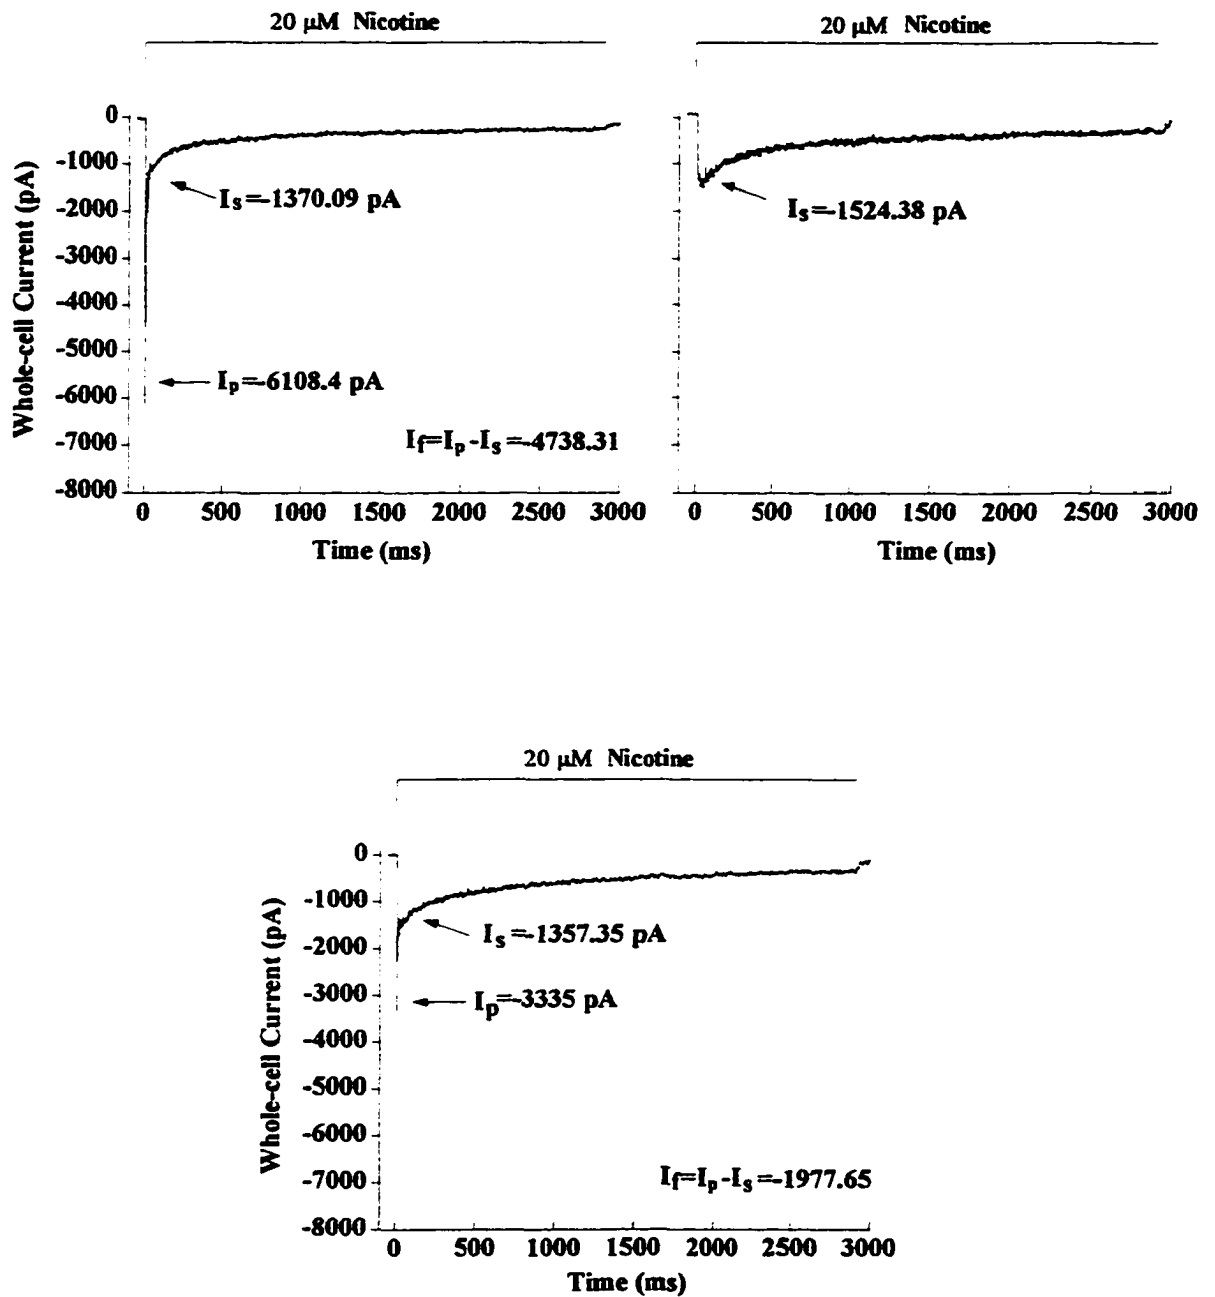 20 µM Nicotine
Whole-cell Current (pA)
0
-1000
-2000
-3000
-4000
-5000
-6000
-7000
-8000
Is=-1370.09 pA
Ip=-6108.4 pA
If=Ip-Is=-4738.31
0 500 1000 1500 2000 2500 3000
Time (ms)
20 µM Nicotine
Is=-1524.38 pA
0 500 1000 1500 2000 2500 3000
Time (ms)
20 µM Nicotine
Whole-cell Current (pA)
0
-1000
-2000
-3000
-4000
-5000
-6000
-7000
-8000
Is=-1357.35 pA
Ip=-3335 pA
If=Ip-Is=-1977.65
0 500 1000 1500 2000 2500 3000
Time (ms)